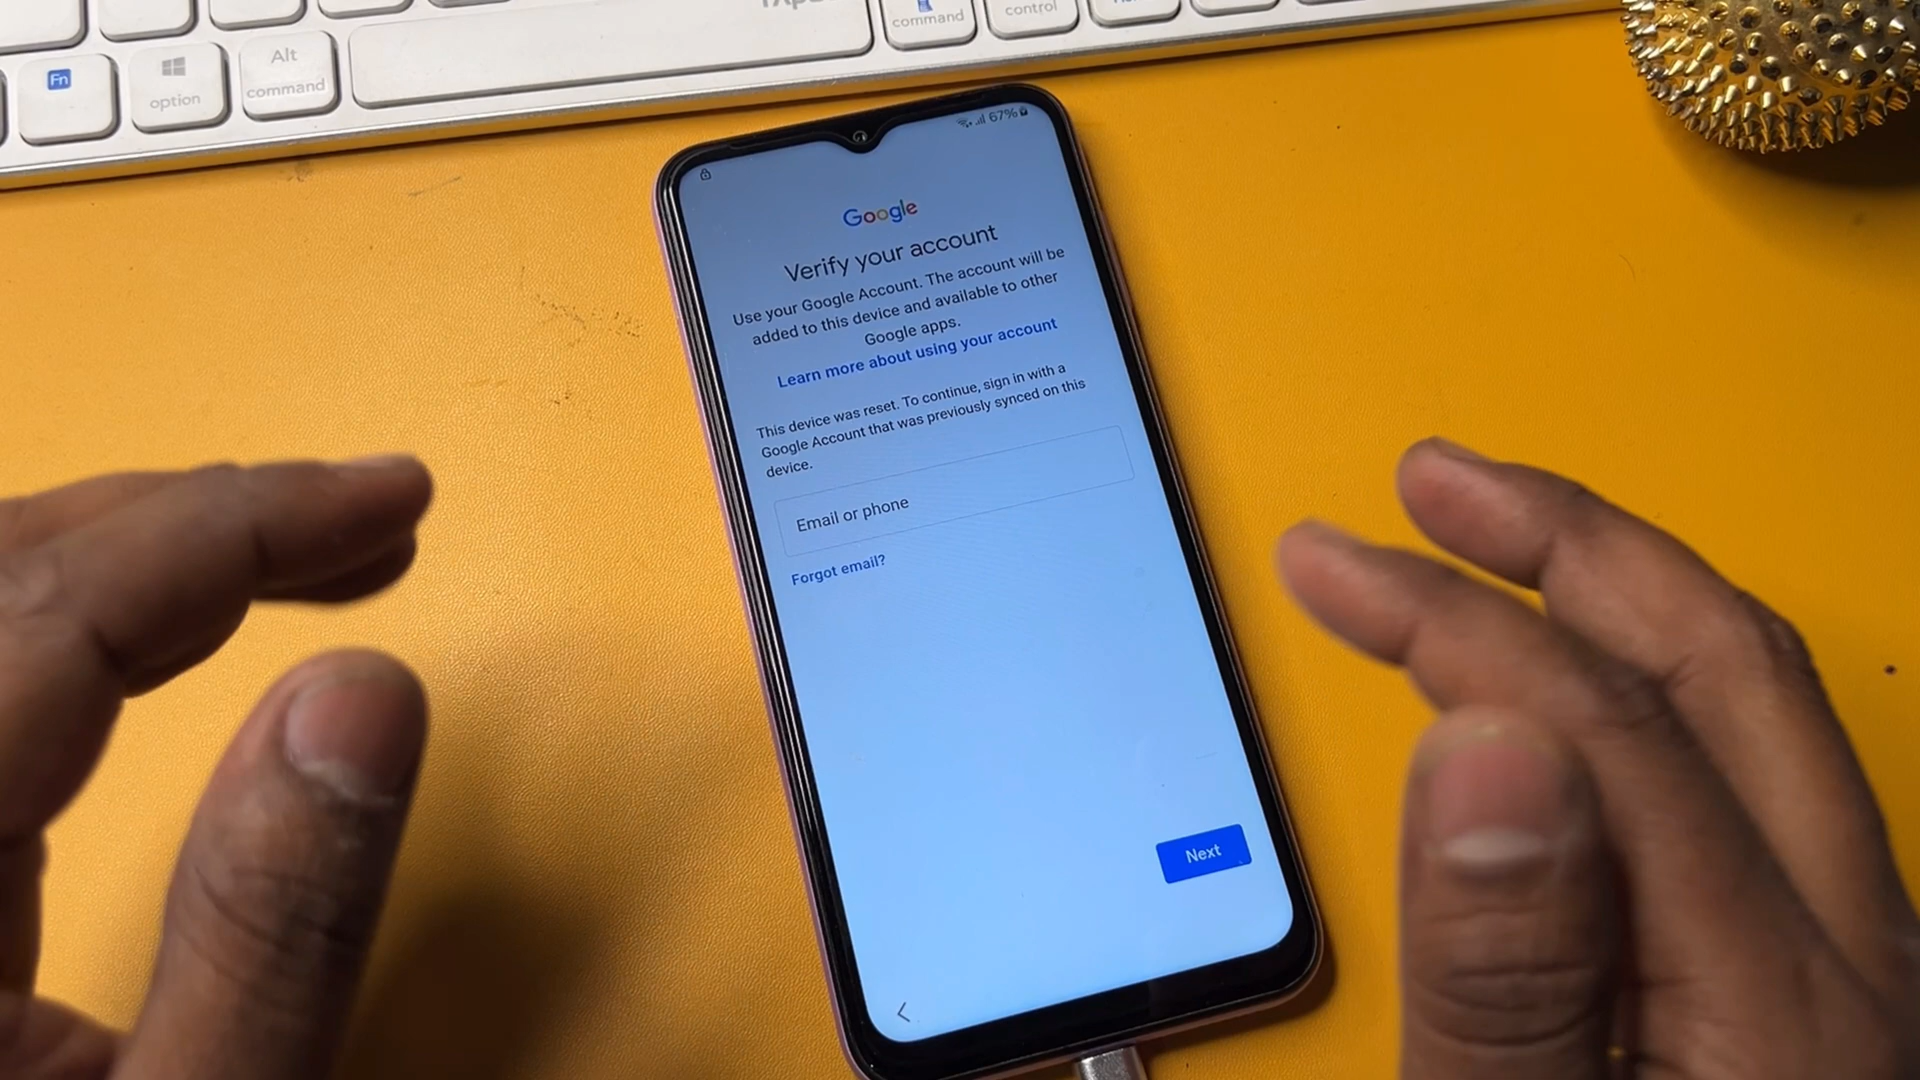 Fn
option
Alt
command
command
control
67%
Google
Verify your account
Use your Google Account. The account will be
added to this device and available to other
Google apps.
Learn more about using your account
This device was reset. To continue, sign in with a
Google Account that was previously synced on this
device.
Email or phone
Forgot email?
Next